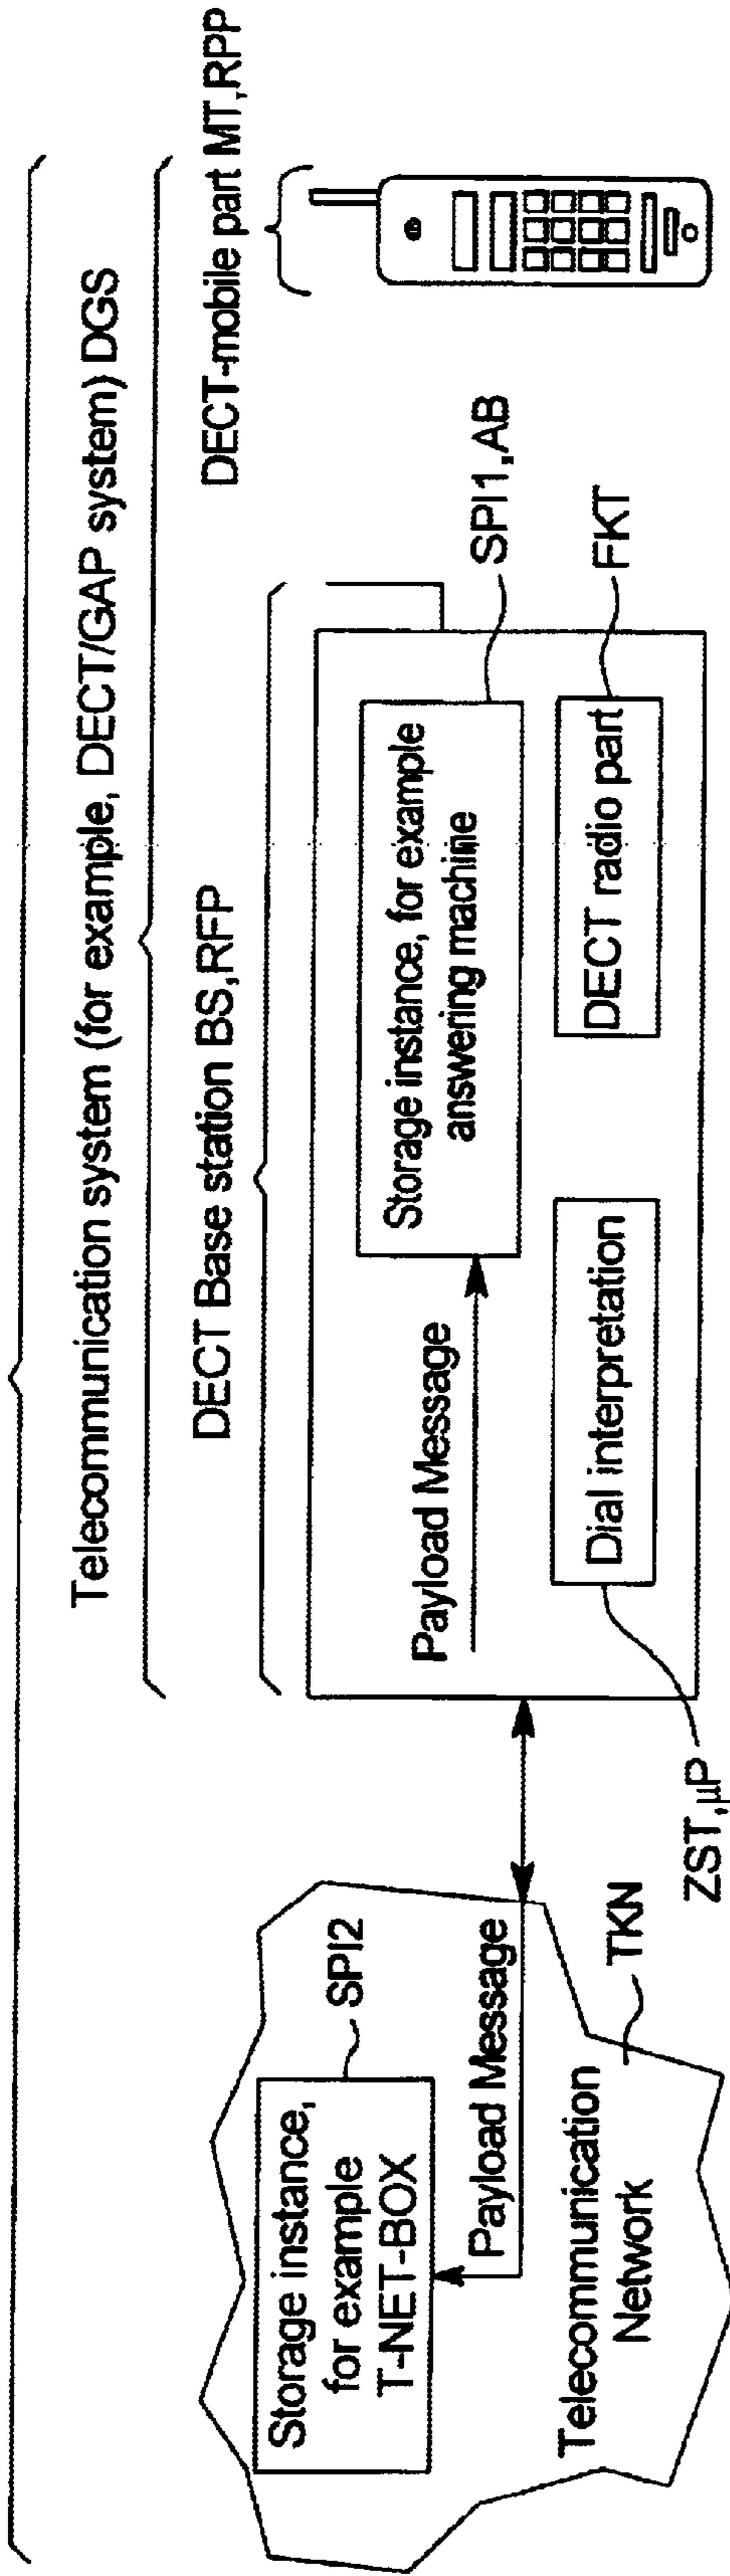 Telecommunication system (for example, DECT/GAP system) DGS
DECT-mobile part MT,RPP
DECT Base station BS,RFP
Storage instance,
for example
T-NET-BOX
SPI2
Payload Message
Telecommunication
Network
TKN
Payload Message
Storage instance, for example
answering machine
SPI1,AB
Dial interpretation
ZST,µP
DECT radio part
FKT